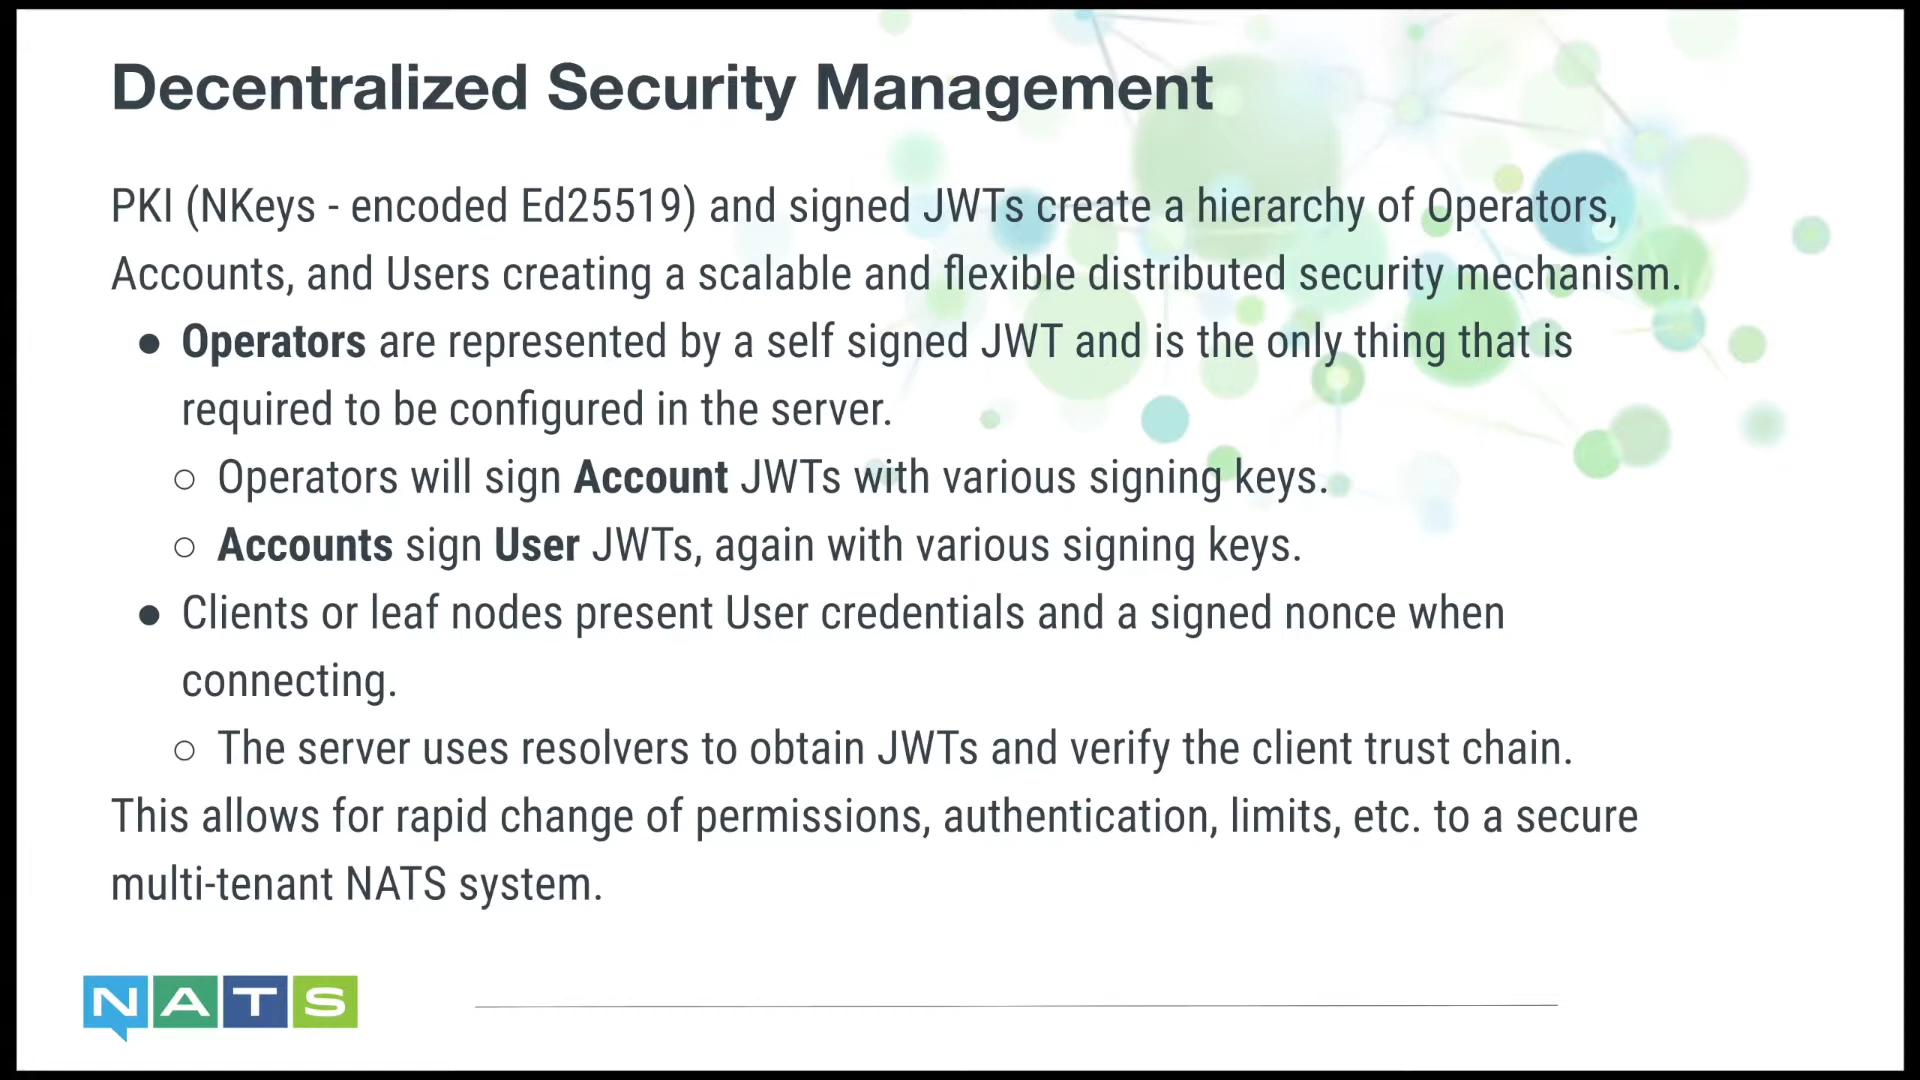 Decentralized Security Management
PKI (NKeys - encoded Ed25519) and signed JWTs create a hierarchy of Operators,
Accounts, and Users creating a scalable and flexible distributed security mechanism.
● Operators are represented by a self signed JWT and is the only thing that is
required to be configured in the server.
○ Operators will sign Account JWTs with various signing keys.
○ Accounts sign User JWTs, again with various signing keys.
● Clients or leaf nodes present User credentials and a signed nonce when
connecting.
○ The server uses resolvers to obtain JWTs and verify the client trust chain.
This allows for rapid change of permissions, authentication, limits, etc. to a secure
multi-tenant NATS system.
NATS